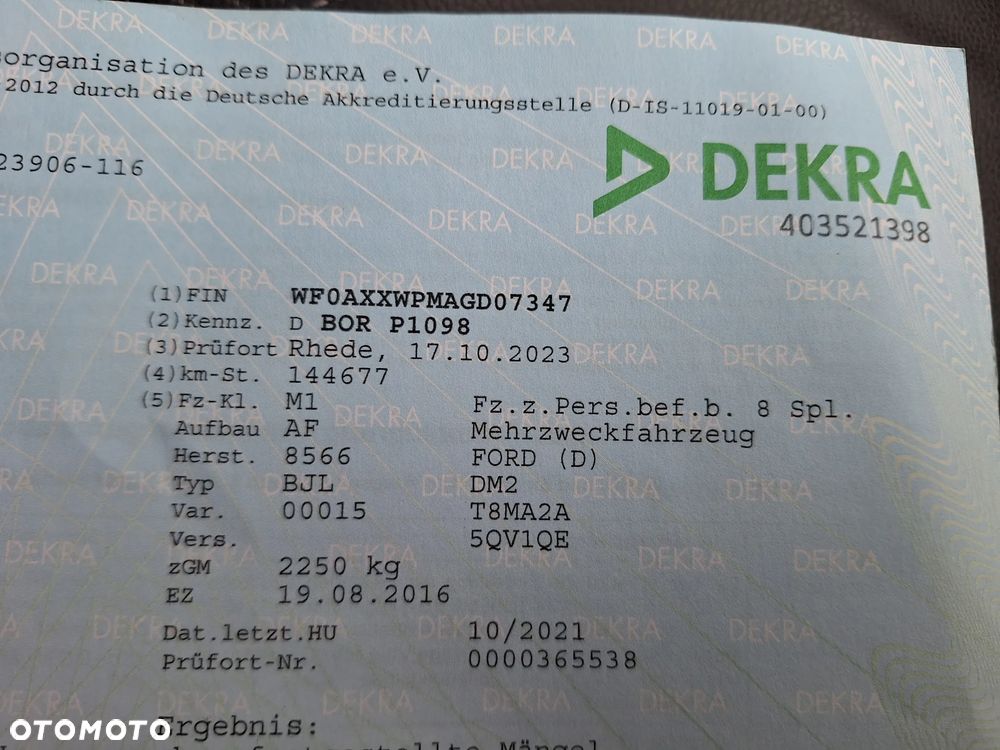 sorganisation des DEKRA e.V.
2012 durch die Deutsche Akkreditierungsstelle (D-IS-11019-01-00)
23906-116
DEKRA
403521398
(1) FIN WF0AXXWPMAGD07347
(2) Kennz. D BOR P1098
(3) Prüfort Rhede, 17.10.2023
(4) km-St. 144677
(5) Fz-Kl. M1 Fz.z.Pers.bef.b. 8 Spl.
Aufbau AF Mehrzweckfahrzeug
Herst. 8566 FORD (D)
Typ BJL DM2
Var. 00015 T8MA2A
Vers. 5QV1QE
zGM 2250 kg
EZ 19.08.2016
Dat.letzt.HU 10/2021
Prüfort-Nr. 0000365538
Ergebnis:
Mängel
OTOMOTO